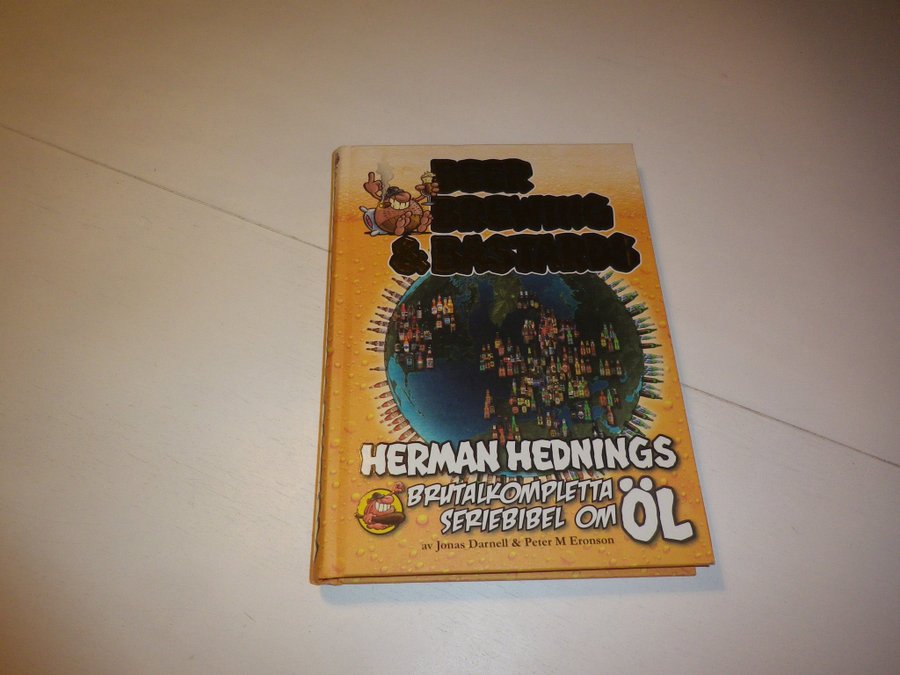 BEER
BREWING
& BASTARDS
HERMAN HEDNINGS
BRUTALKOMPLETTA
SERIEBIBEL OM ÖL
av Jonas Darnell & Peter M Eronson